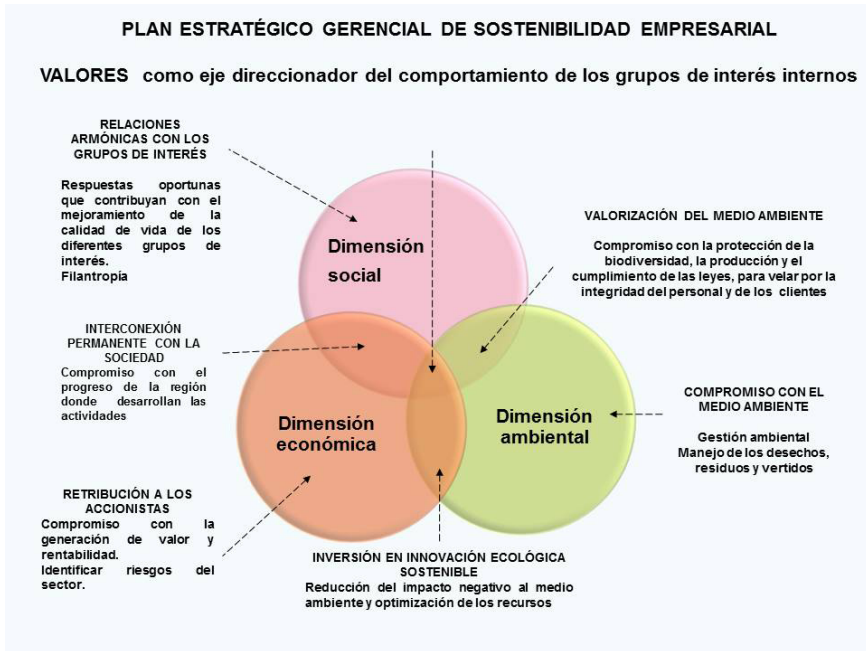 PLAN ESTRATÉGICO GERENCIAL DE SOSTENIBILIDAD EMPRESARIAL
VALORES como eje direccionador del comportamiento de los grupos de interés internos
RELACIONES
ARMÓNICAS CON LOS
GRUPOS DE INTERÉS
Respuestas oportunas
que contribuyan con el
mejoramiento de la
calidad de vida de los
diferentes grupos de
interés.
Filantropía
Dimensión
social
VALORIZACIÓN DEL MEDIO AMBIENTE
Compromiso con la protección de la
biodiversidad, la producción y el
cumplimiento de las leyes, para velar por la
integridad del personal y de los clientes
INTERCONEXIÓN
PERMANENTE CON LA
SOCIEDAD
Compromiso con el
progreso de la región
donde desarrollan las
actividades
Dimensión
económica
Dimensión
ambiental
COMPROMISO CON EL
MEDIO AMBIENTE
Gestión ambiental
Manejo de los desechos,
residuos y vertidos
RETRIBUCIÓN A LOS
ACCIONISTAS
Compromiso con la
generación de valor y
rentabilidad.
Identificar riesgos del
sector.
INVERSIÓN EN INNOVACIÓN ECOLÓGICA
SOSTENIBLE
Reducción del impacto negativo al medio
ambiente y optimización de los recursos